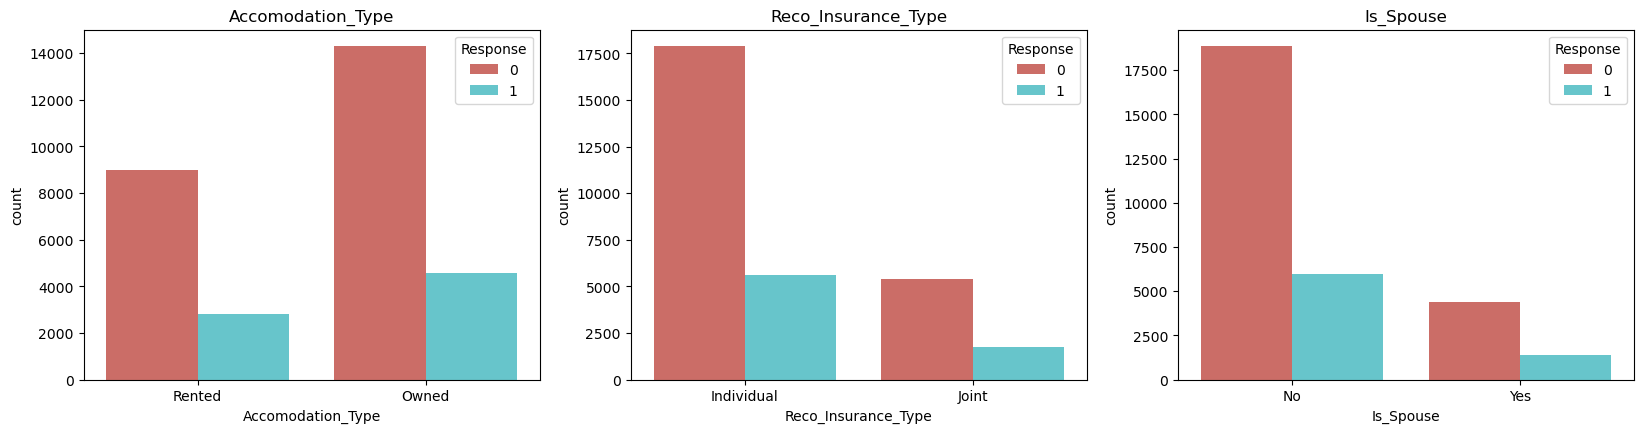 Accomodation_Type
Response
0
1
14000
12000
10000
8000
6000
4000
2000
0
count
Rented
Owned
Accomodation_Type
Reco_Insurance_Type
Response
0
1
17500
15000
12500
10000
7500
5000
2500
0
count
Individual
Joint
Reco_Insurance_Type
Is_Spouse
Response
0
1
17500
15000
12500
10000
7500
5000
2500
0
count
No
Yes
Is_Spouse